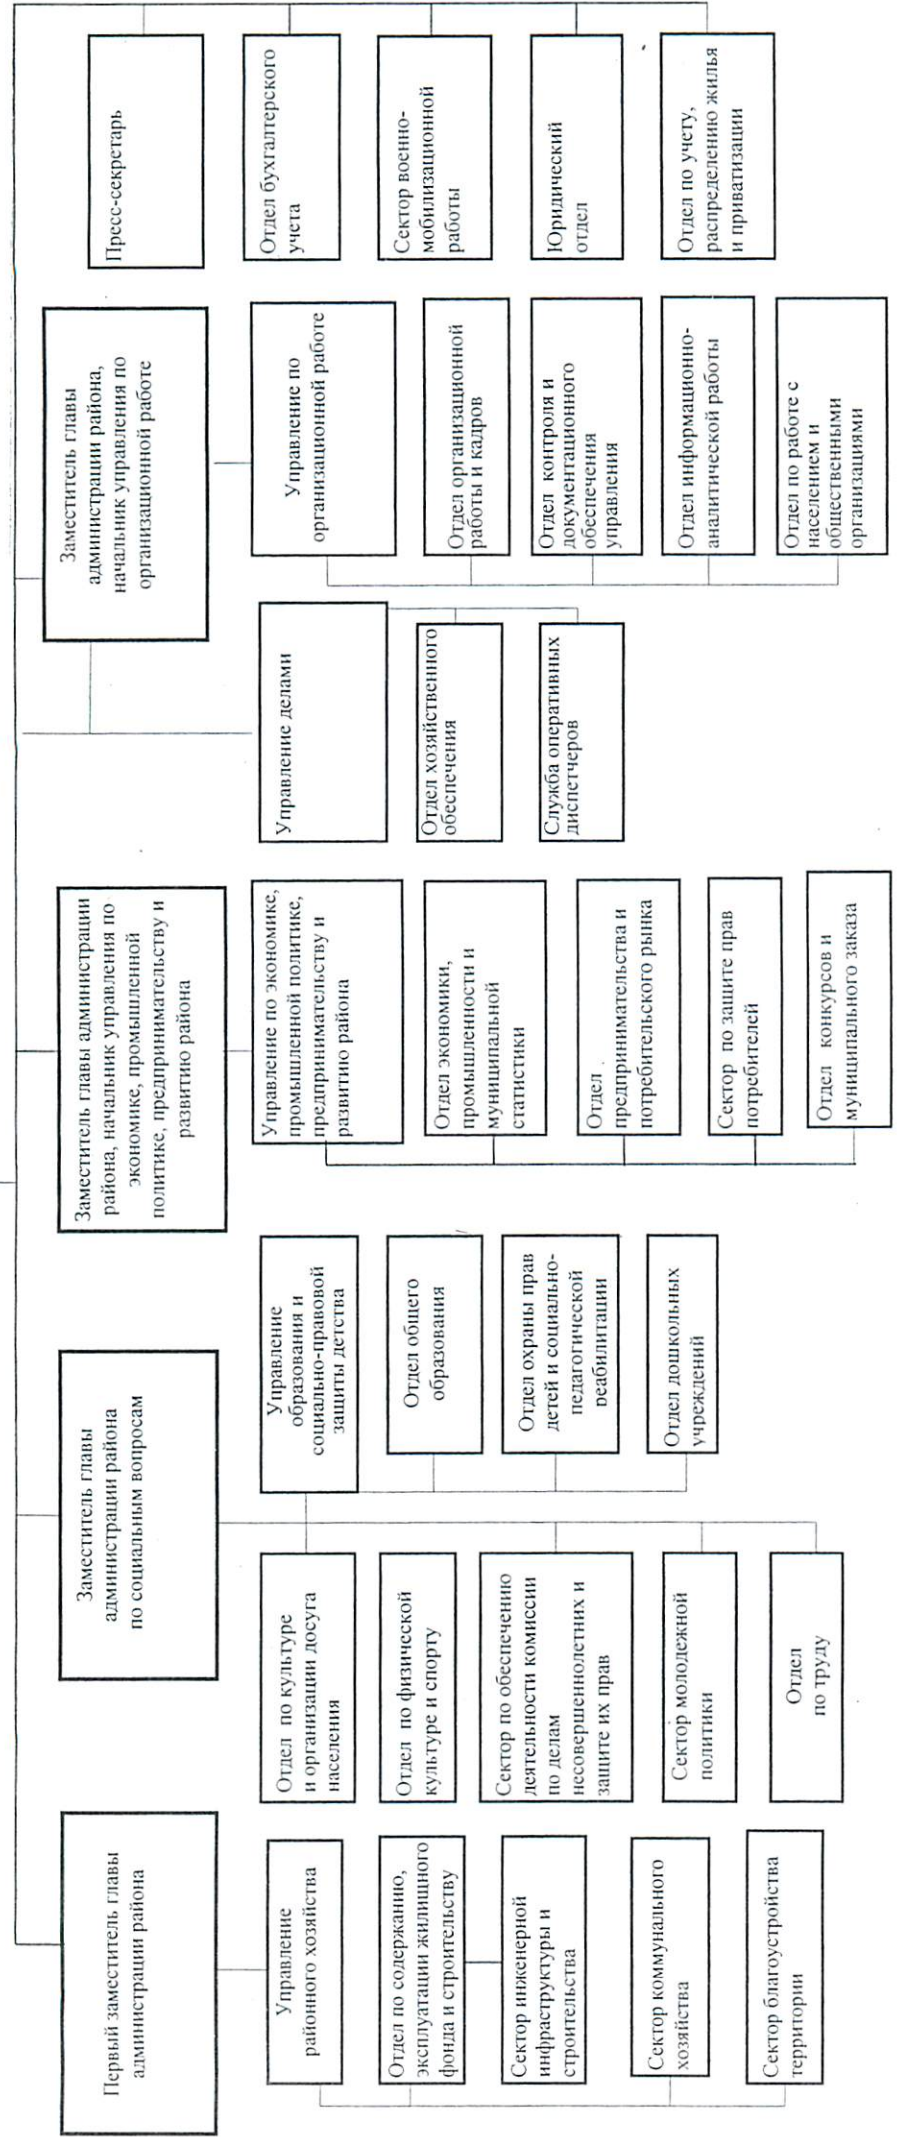 Первый заместитель главы
администрации района
Управление
районного хозяйства
Отдел по содержанию,
эксплуатации жилищного
фонда и строительству
Сектор инженерной
инфраструктуры и
строительства
Сектор коммунального
хозяйства
Сектор благоустройства
территории
Заместитель главы
администрации района
по социальным вопросам
Отдел по культуре
и организации досуга
населения
Отдел по физической
культуре и спорту
Сектор по обеспечению
деятельности комиссии
по делам
несовершеннолетних и
защите их прав
Сектор молодежной
политики
Отдел
по труду
Управление
образования и
социально-правовой
защиты детства
Отдел общего
образования
Отдел охраны прав
детей и социально-
педагогической
реабилитации
Отдел дошкольных
учреждений
Заместитель главы администрации
района, начальник управления по
экономике, промышленной
политике, предпринимательству и
развитию района
Управление по экономике,
промышленной политике,
предпринимательству и
развитию района
Отдел экономики,
промышленности и
муниципальной
статистики
Отдел
предпринимательства и
потребительского рынка
Сектор по защите прав
потребителей
Отдел конкурсов и
муниципального заказа
Управление делами
Отдел хозяйственного
обеспечения
Служба оперативных
диспетчеров
Заместитель главы
администрации района,
начальник управления по
организационной работе
Управление по
организационной работе
Отдел организационной
работы и кадров
Отдел контроля и
документационного
обеспечения
управления
Отдел информационно-
аналитической работы
Отдел по работе с
населением и
общественными
организациями
Пресс-секретарь
Отдел бухгалтерского
учета
Сектор военно-
мобилизационной
работы
Юридический
отдел
Отдел по учету,
распределению жилья
и приватизации